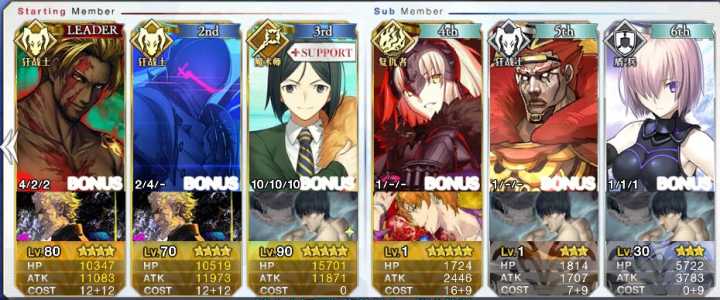 Starting Member
Sub Member
LEADER
2nd
3rd
4th
5th
6th
+SUPPORT
狂战士
狂战士
魔术师
复仇者
狂战士
盾兵
4/2/2 BONUS
2/4/- BONUS
10/10/10 BONUS
1/-/- BONUS
1/-/- BONUS
1/1/1 BONUS
Lv.80
Lv.70
Lv.90
Lv.1
Lv.1
Lv.30
HP 10347
HP 10519
HP 15701
HP 1724
HP 1814
HP 5722
ATK 11083
ATK 11973
ATK 11871
ATK 2446
ATK 1707
ATK 3783
COST 12+12
COST 12+12
COST 0
COST 16+9
COST 7+9
COST 0+9